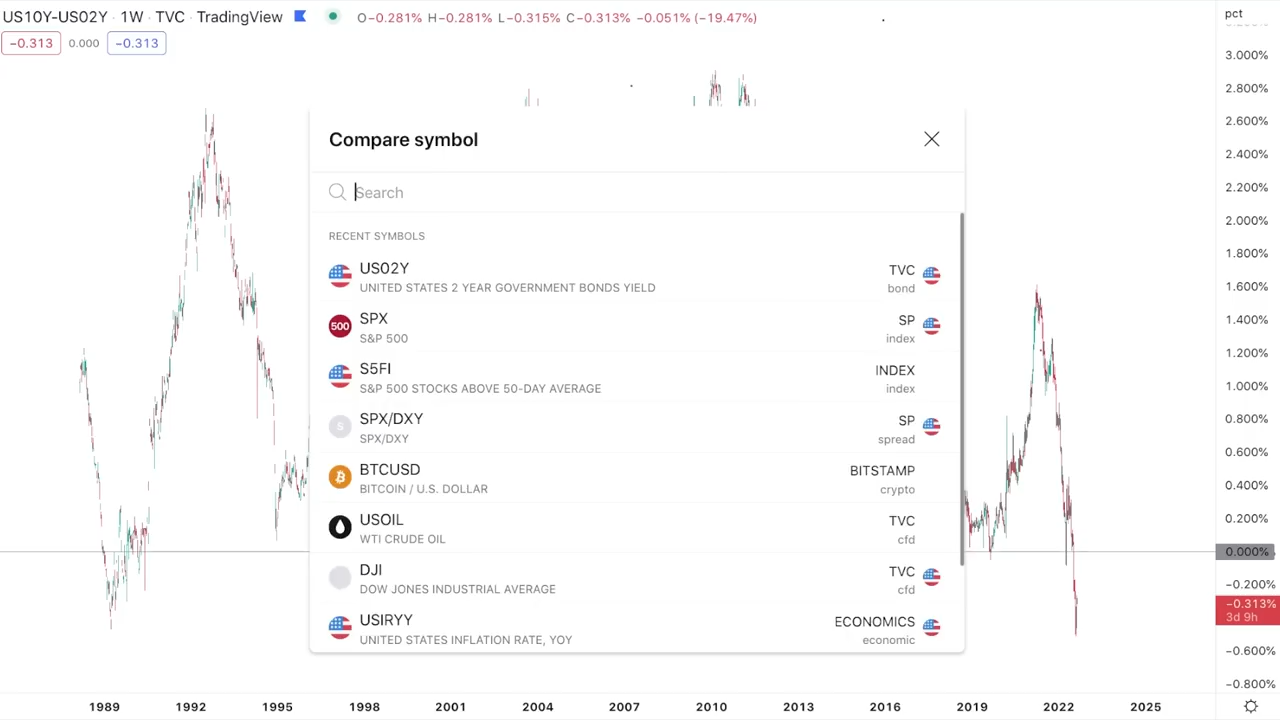 US10Y-US02Y · 1W · TVC · TradingView O−0.281% H−0.281% L−0.315% C−0.313% −0.051% (−19.47%)
pct
−0.313 0.000 −0.313
3.000%
2.800%
2.600%
2.400%
2.200%
2.000%
1.800%
1.600%
1.400%
1.200%
1.000%
0.800%
0.600%
0.400%
0.200%
0.000%
−0.200%
−0.313%
3d 9h
−0.600%
−0.800%
Compare symbol
Search
RECENT SYMBOLS
US02Y TVC
UNITED STATES 2 YEAR GOVERNMENT BONDS YIELD bond
500 SPX SP
S&P 500 index
S5FI INDEX
S&P 500 STOCKS ABOVE 50-DAY AVERAGE index
S SPX/DXY SP
SPX/DXY spread
BTCUSD BITSTAMP
BITCOIN / U.S. DOLLAR crypto
USOIL TVC
WTI CRUDE OIL cfd
DJI TVC
DOW JONES INDUSTRIAL AVERAGE cfd
USIRYY ECONOMICS
UNITED STATES INFLATION RATE, YOY economic
1989 1992 1995 1998 2001 2004 2007 2010 2013 2016 2019 2022 2025